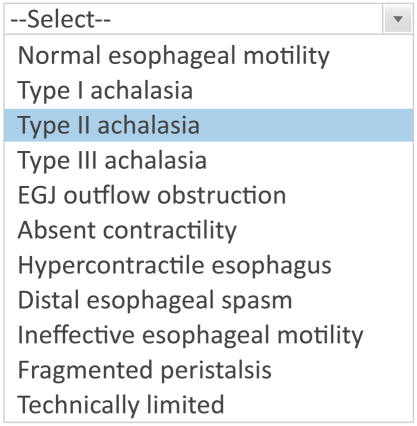 --Select--
Normal esophageal motility
Type I achalasia
Type II achalasia
Type III achalasia
EGJ outflow obstruction
Absent contractility
Hypercontractile esophagus
Distal esophageal spasm
Ineffective esophageal motility
Fragmented peristalsis
Technically limited